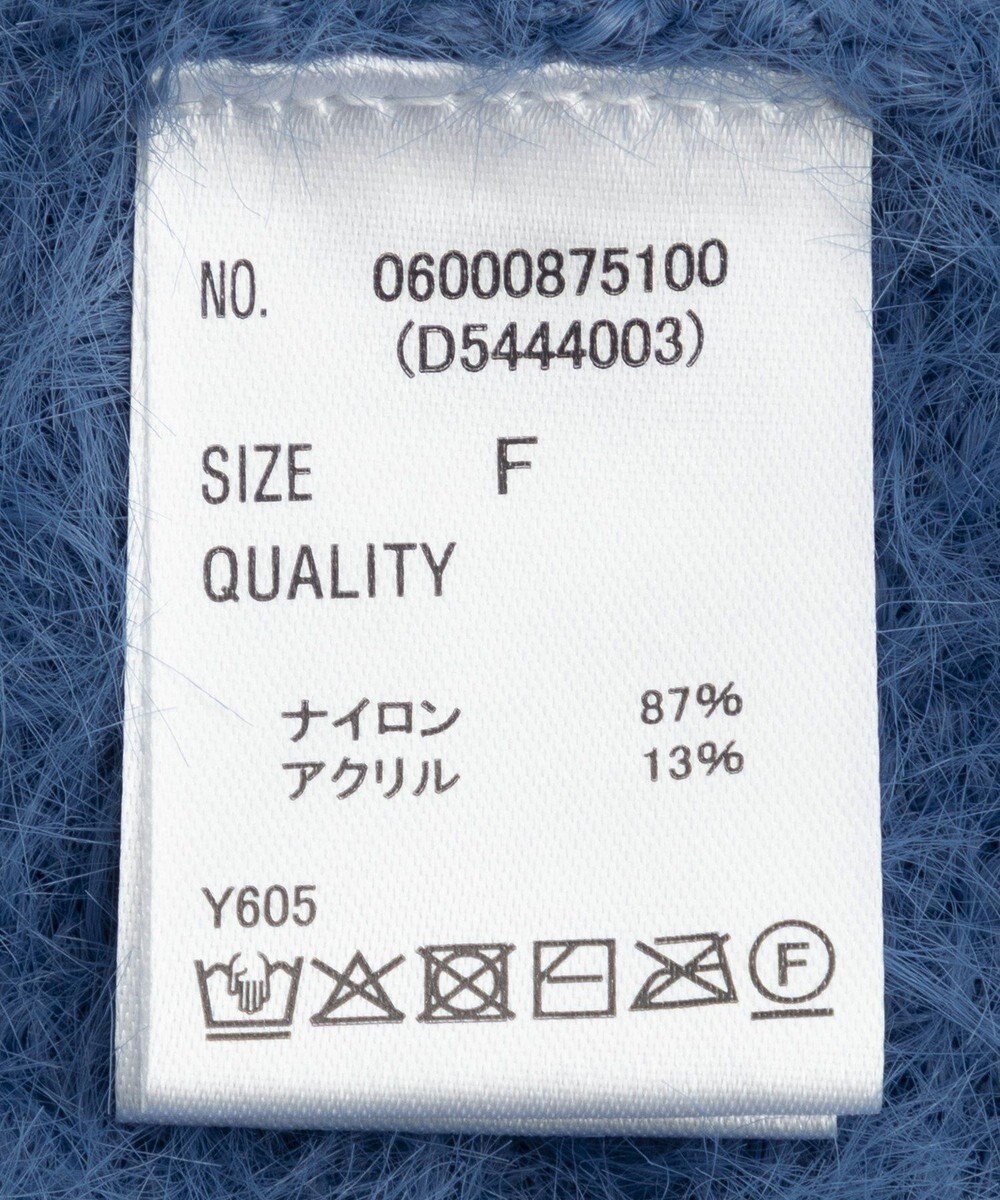 NO. 06000875100
(D5444003)
SIZE F
QUALITY
ナイロン 87%
アクリル 13%
Y605
F